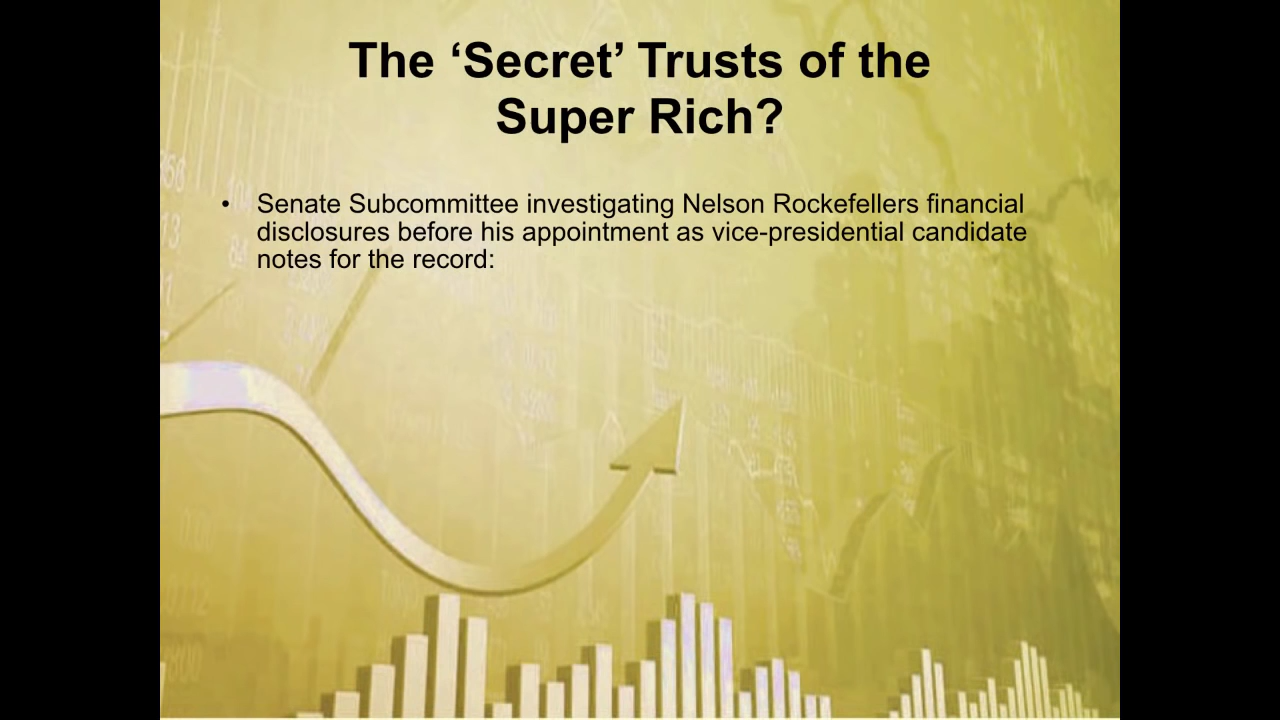 The ‘Secret’ Trusts of the
Super Rich?
• Senate Subcommittee investigating Nelson Rockefellers financial
disclosures before his appointment as vice-presidential candidate
notes for the record: